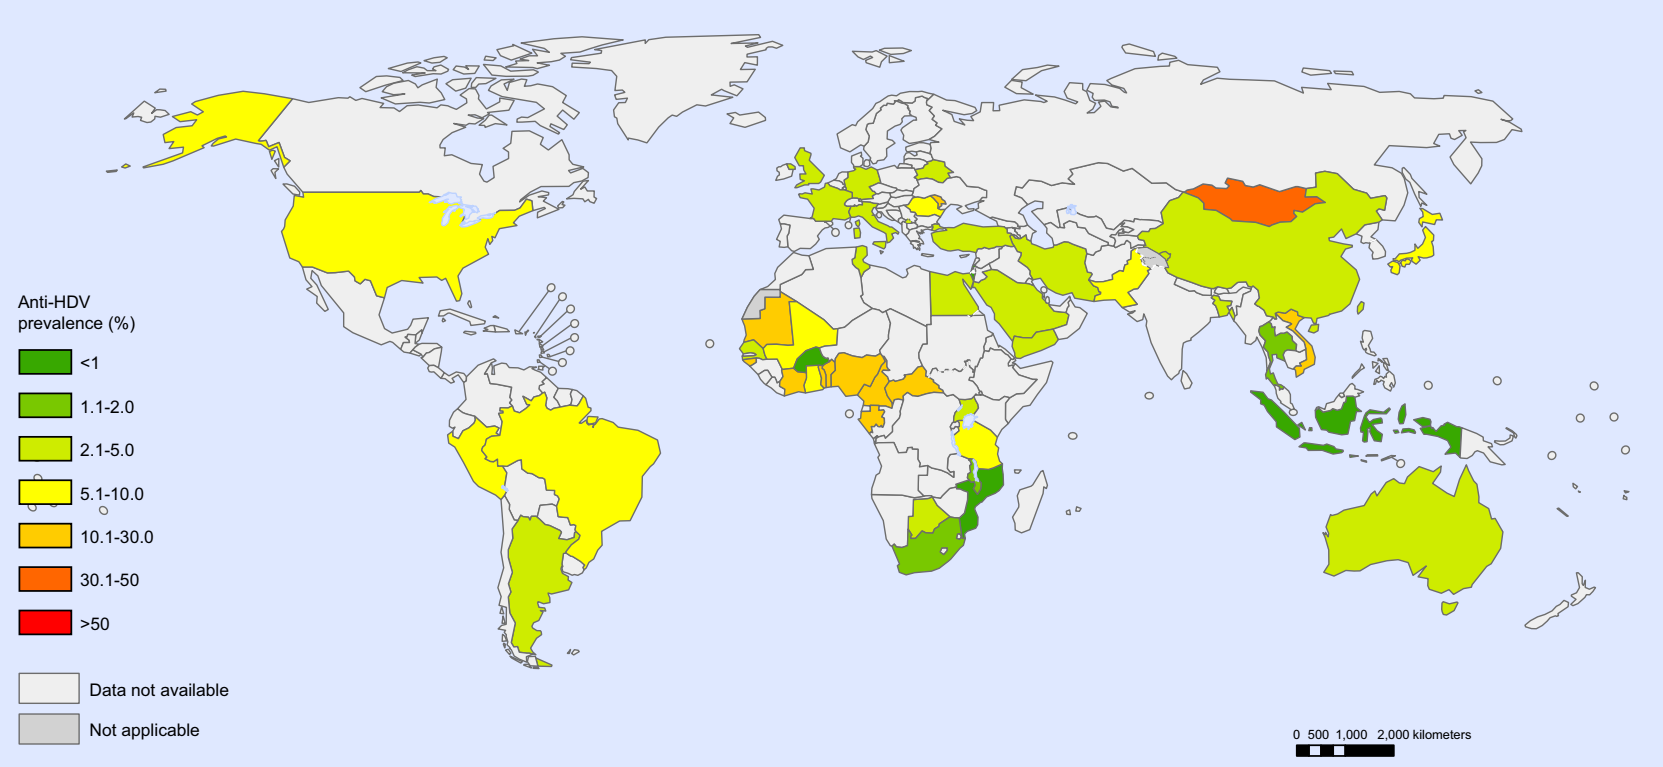 Anti-HDV
prevalence (%)
<1
1.1-2.0
2.1-5.0
5.1-10.0
10.1-30.0
30.1-50
>50
Data not available
Not applicable
0 500 1,000 2,000 kilometers